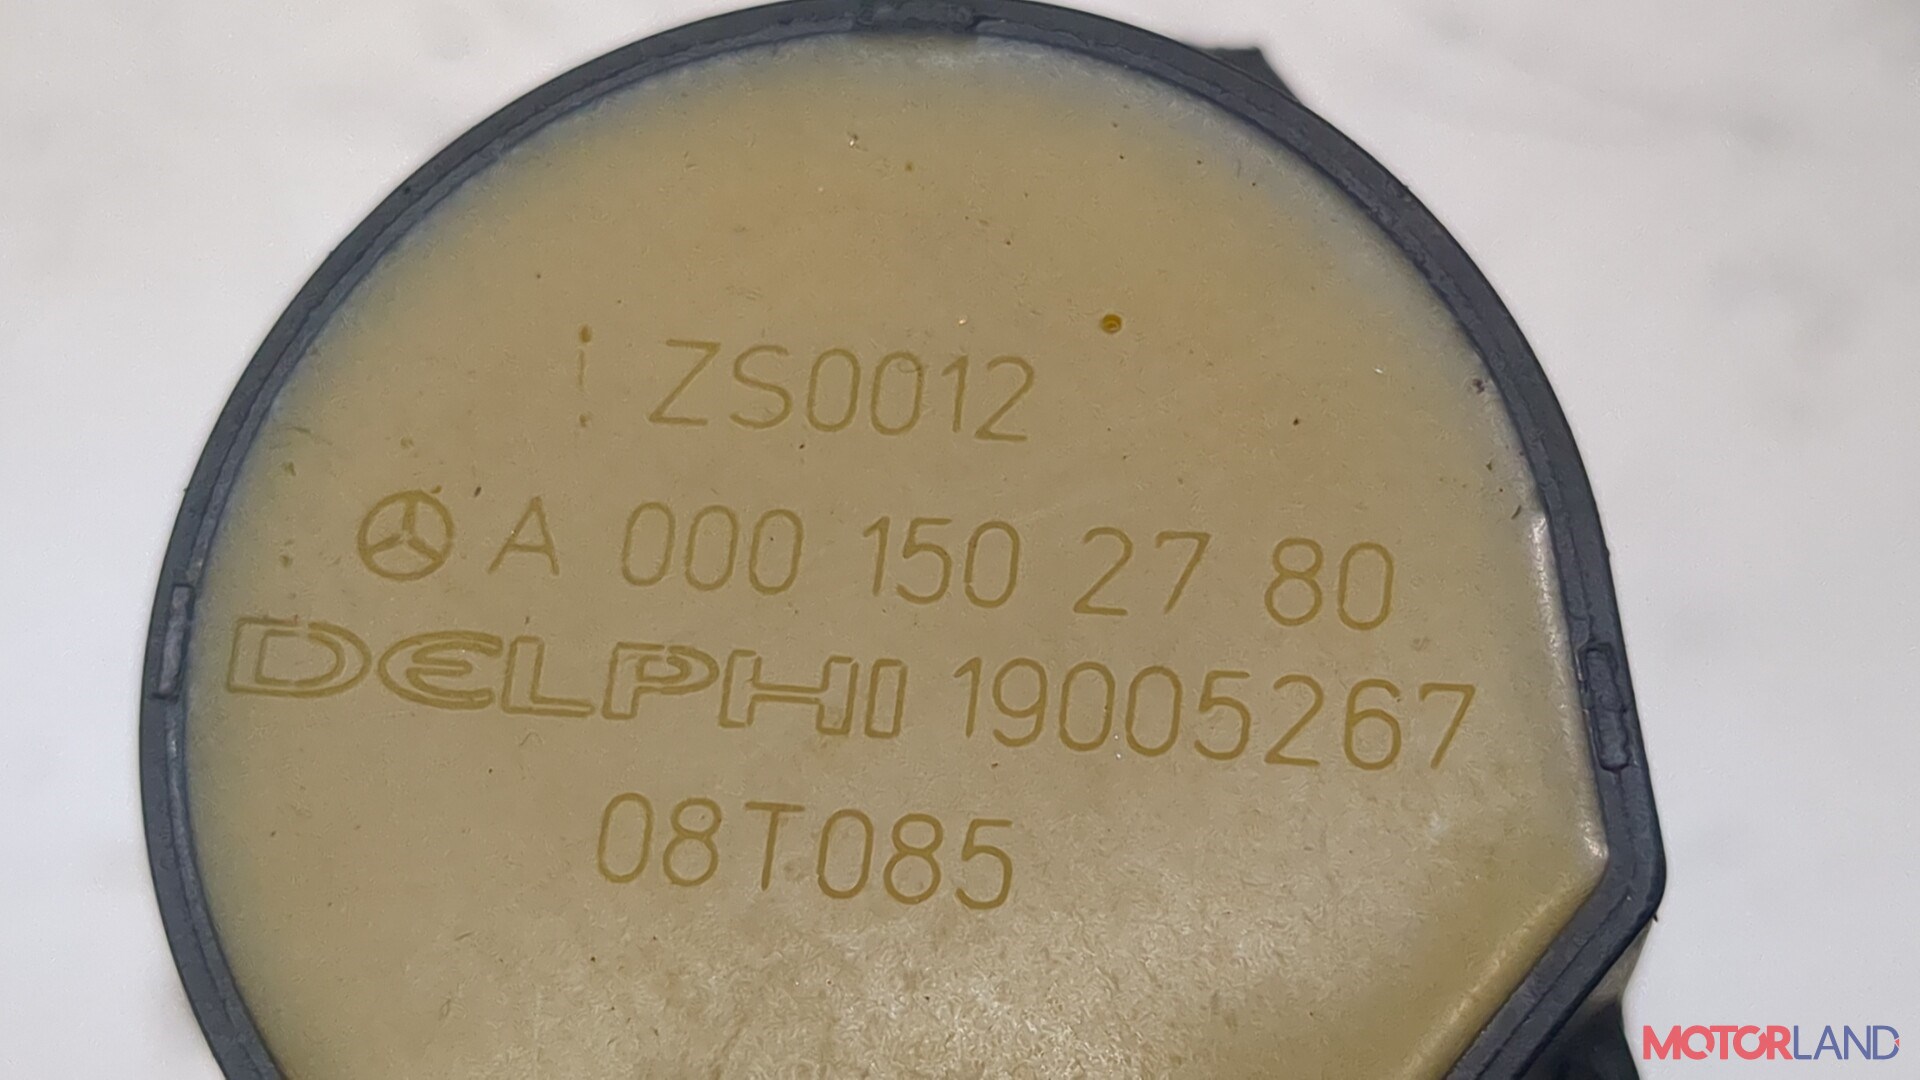 ZS0012
A 000 150 27 80
DELPHI 19005267
08T085
MOTORLAND